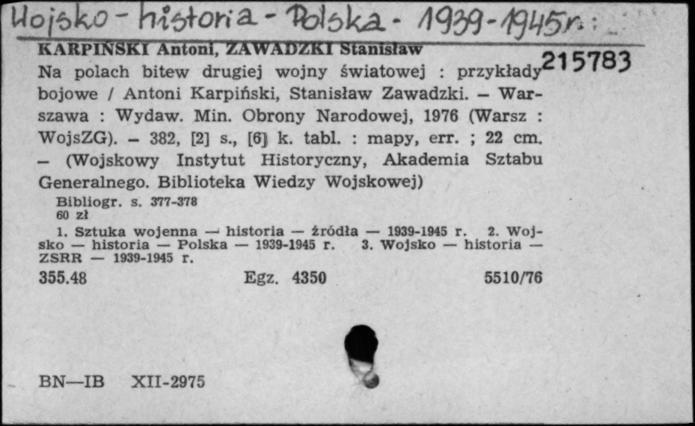 Wojsko - historia - Polska - 1939-1945r.
KARPIŃSKI Antoni, ZAWADZKI Stanisław
Na polach bitew drugiej wojny światowej : przykłady
215783
bojowe / Antoni Karpiński, Stanisław Zawadzki. — War-
szawa : Wydaw. Min. Obrony Narodowej, 1976 (Warsz :
WojsZG). — 382, [2] s., [6] k. tabl. : mapy, err. ; 22 cm.
— (Wojskowy Instytut Historyczny, Akademia Sztabu
Generalnego. Biblioteka Wiedzy Wojskowej)
Bibliogr. s. 377-378
60 zł
1. Sztuka wojenna — historia — źródła — 1939-1945 r. 2. Woj-
sko — historia — Polska — 1939-1945 r. 3. Wojsko — historia —
ZSRR — 1939-1945 r.
355.48 Egz. 4350 5510/76
BN—IB XII-2975